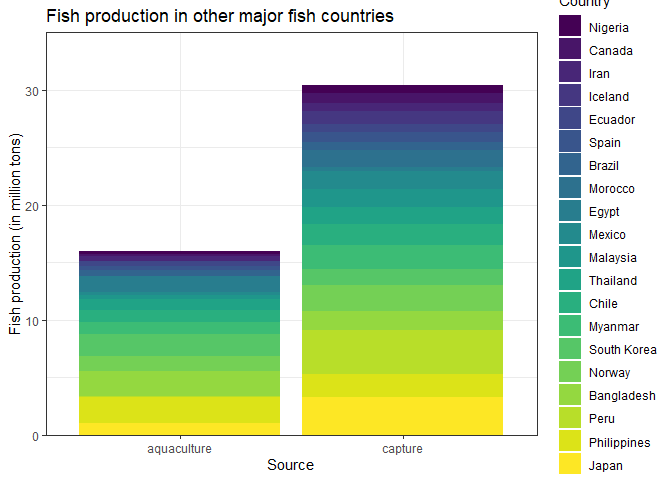 Fish production in other major fish countries
Fish production (in million tons)
30
20
10
0
aquaculture
capture
Source
Country
Nigeria
Canada
Iran
Iceland
Ecuador
Spain
Brazil
Morocco
Egypt
Mexico
Malaysia
Thailand
Chile
Myanmar
South Korea
Norway
Bangladesh
Peru
Philippines
Japan